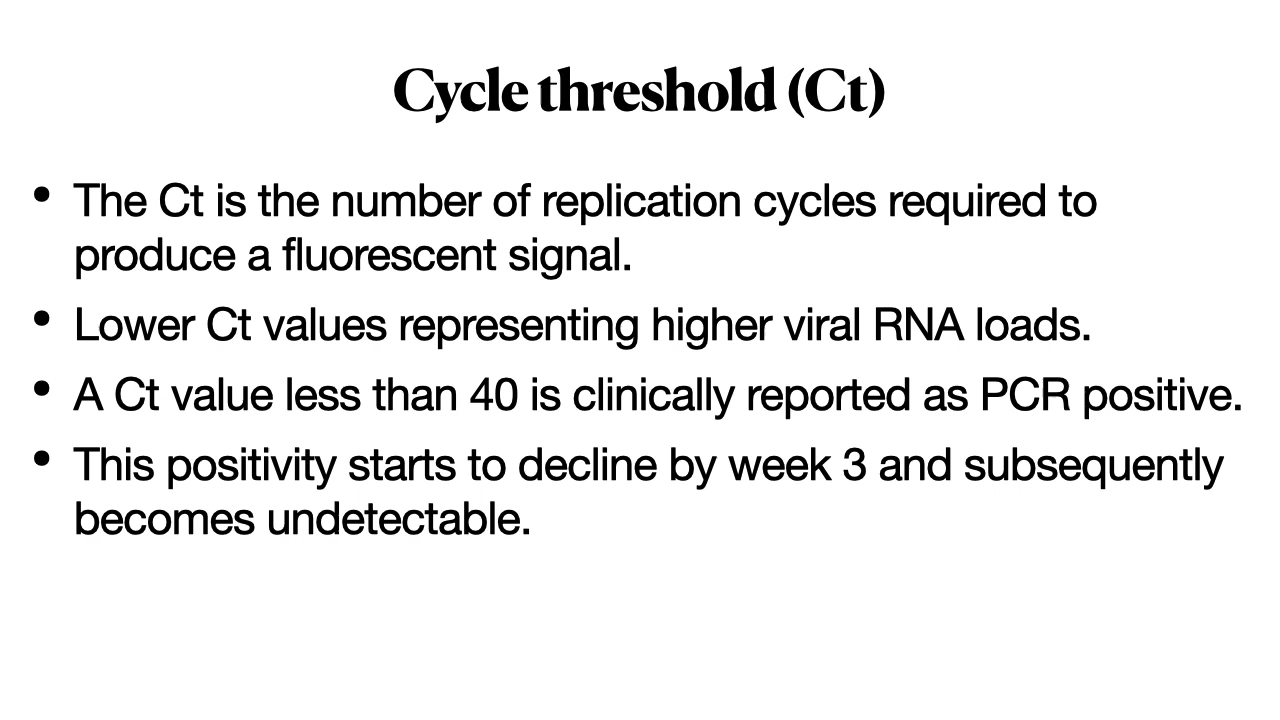 Cycle threshold (Ct)
• The Ct is the number of replication cycles required to
produce a fluorescent signal.
• Lower Ct values representing higher viral RNA loads.
• A Ct value less than 40 is clinically reported as PCR positive.
• This positivity starts to decline by week 3 and subsequently
becomes undetectable.